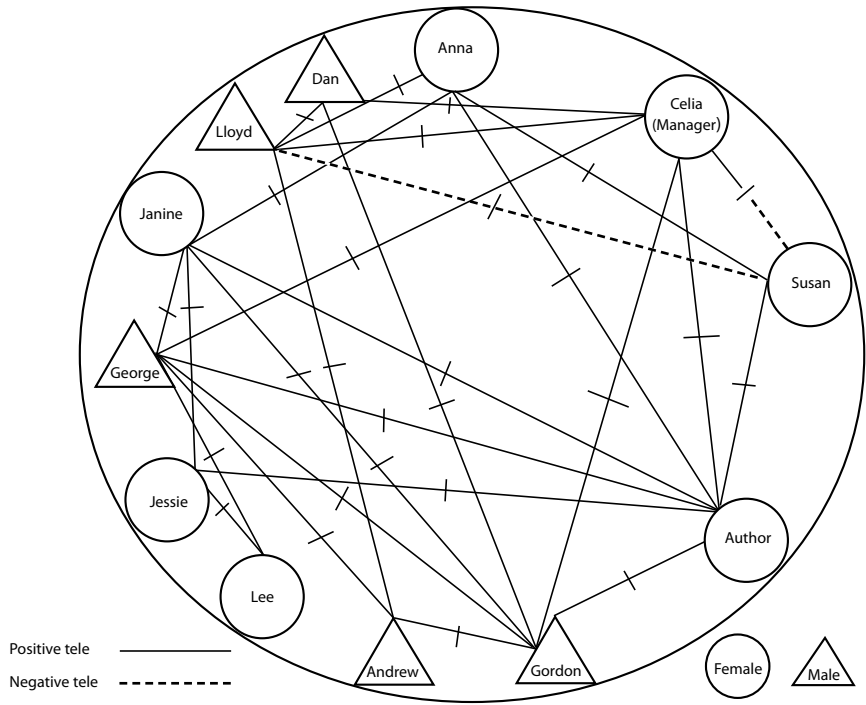 Anna
Dan
Celia
(Manager)
Lloyd
Janine
Susan
George
Jessie
Author
Lee
Positive tele
Andrew
Gordon
Female
Male
Negative tele